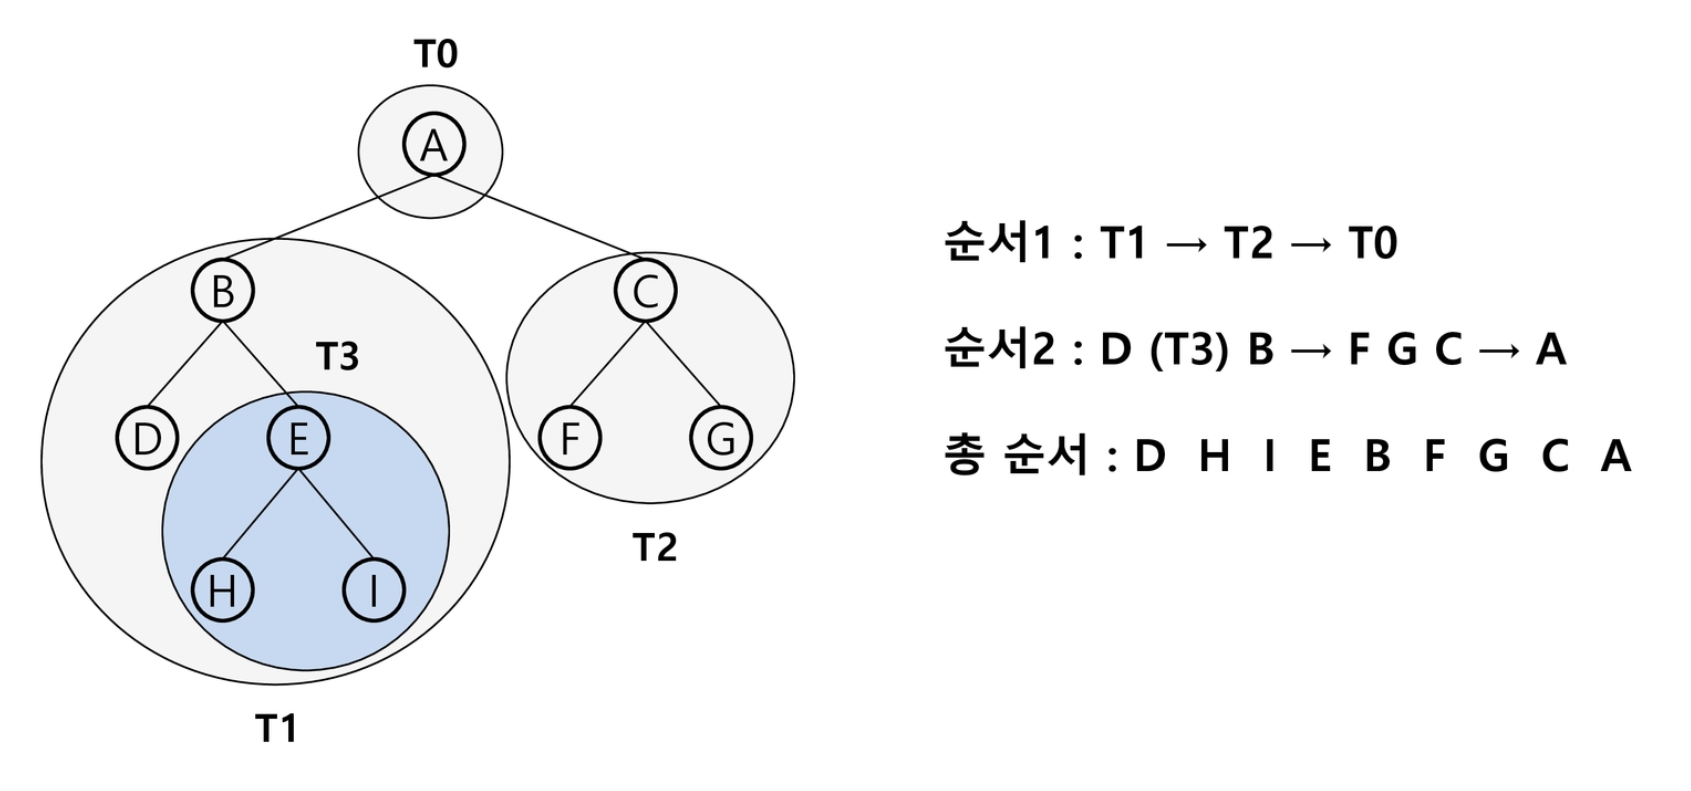 T0
A
B
C
T3
D
E
F
G
H
I
T2
T1
순서1 : T1 → T2 → T0
순서2 : D (T3) B → F G C → A
총 순서 : D H I E B F G C A